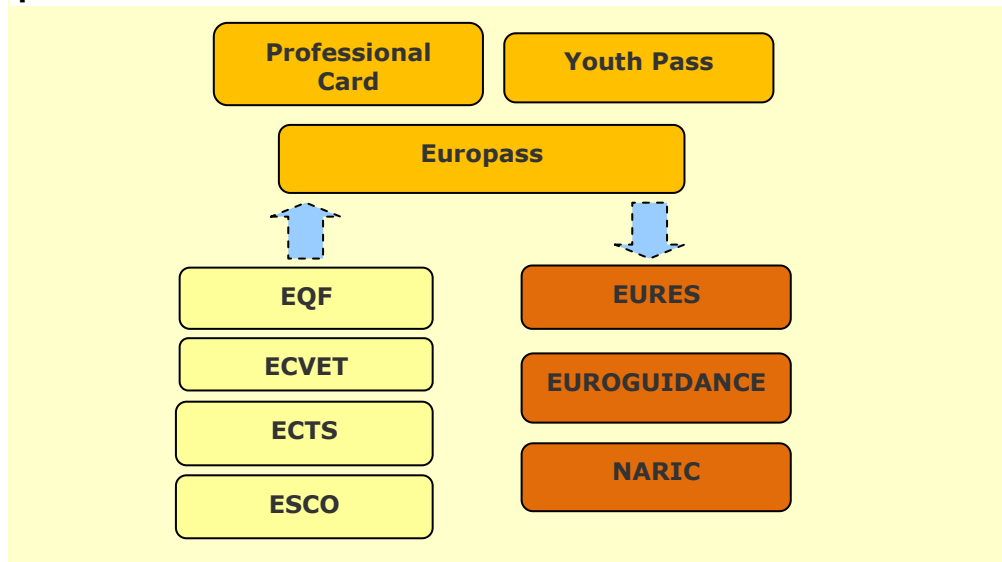 Professional
Card
Youth Pass
Europass
EQF
ECVET
ECTS
ESCO
EURES
EUROGUIDANCE
NARIC